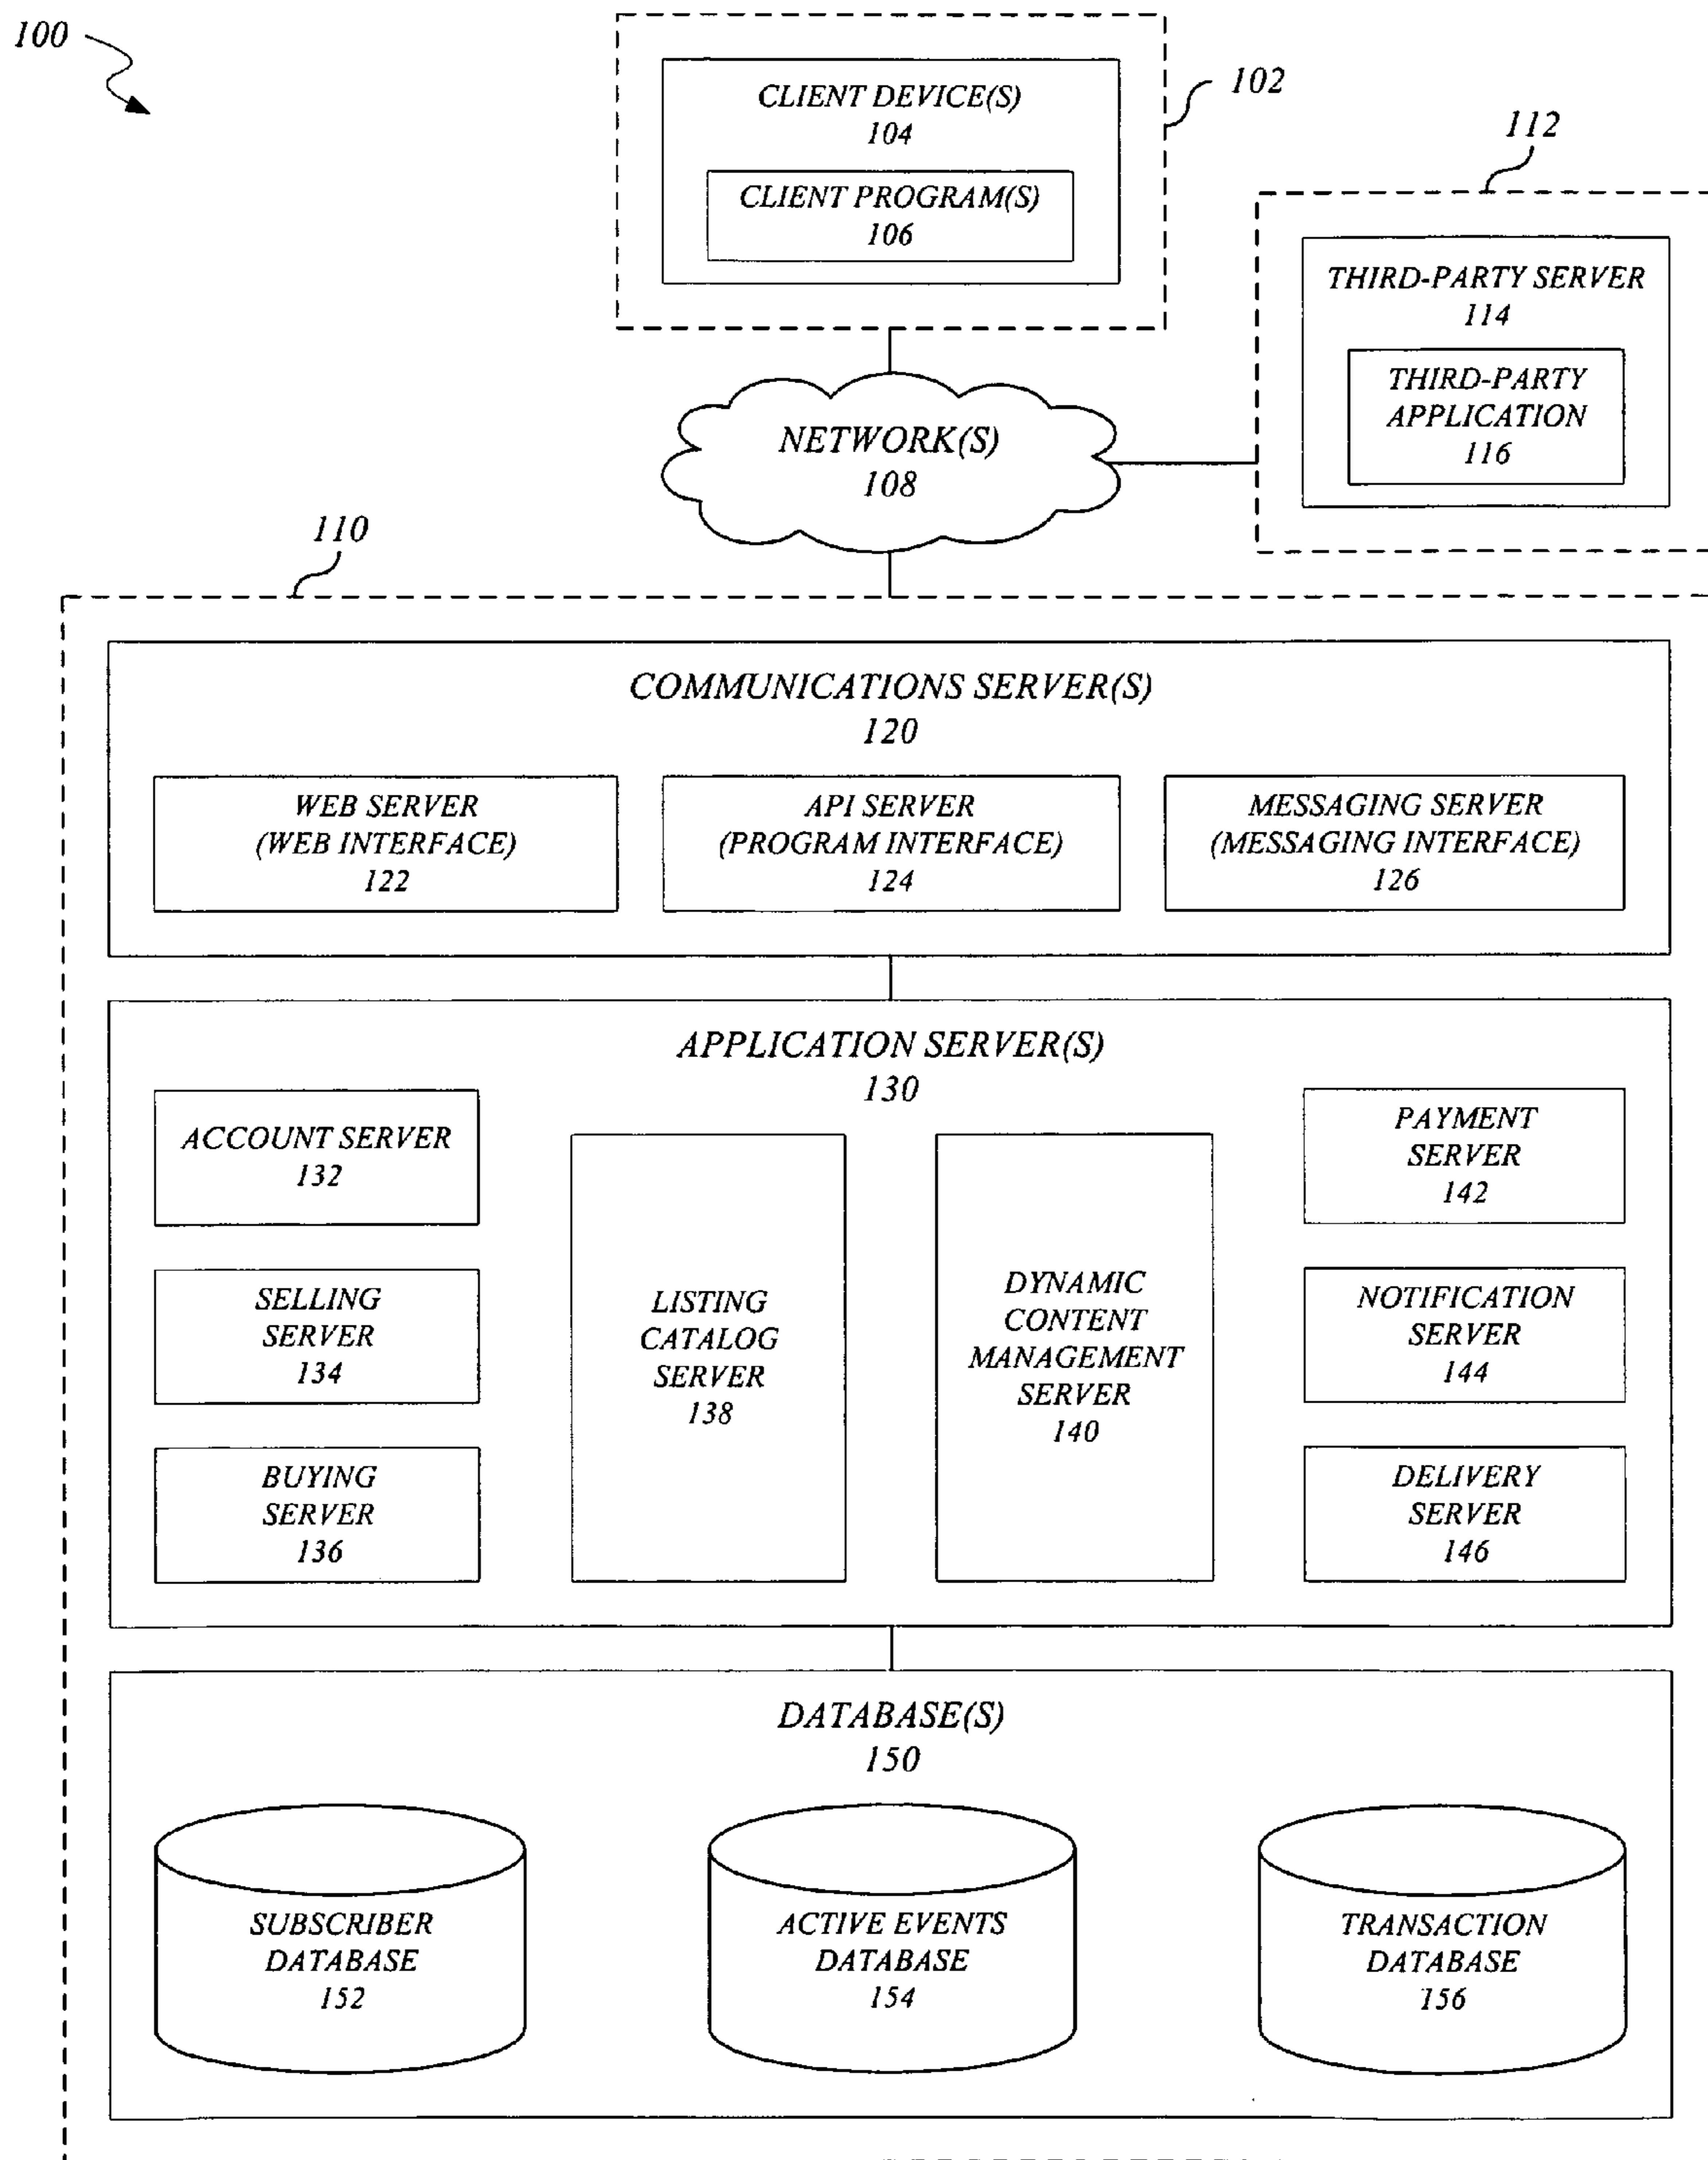 100
102
CLIENT DEVICE(S)
104
CLIENT PROGRAM(S)
106
112
THIRD-PARTY SERVER
114
THIRD-PARTY
APPLICATION
116
NETWORK(S)
108
110
COMMUNICATIONS SERVER(S)
120
WEB SERVER
(WEB INTERFACE)
122
API SERVER
(PROGRAM INTERFACE)
124
MESSAGING SERVER
(MESSAGING INTERFACE)
126
APPLICATION SERVER(S)
130
ACCOUNT SERVER
132
SELLING
SERVER
134
BUYING
SERVER
136
LISTING
CATALOG
SERVER
138
DYNAMIC
CONTENT
MANAGEMENT
SERVER
140
PAYMENT
SERVER
142
NOTIFICATION
SERVER
144
DELIVERY
SERVER
146
DATABASE(S)
150
SUBSCRIBER
DATABASE
152
ACTIVE EVENTS
DATABASE
154
TRANSACTION
DATABASE
156